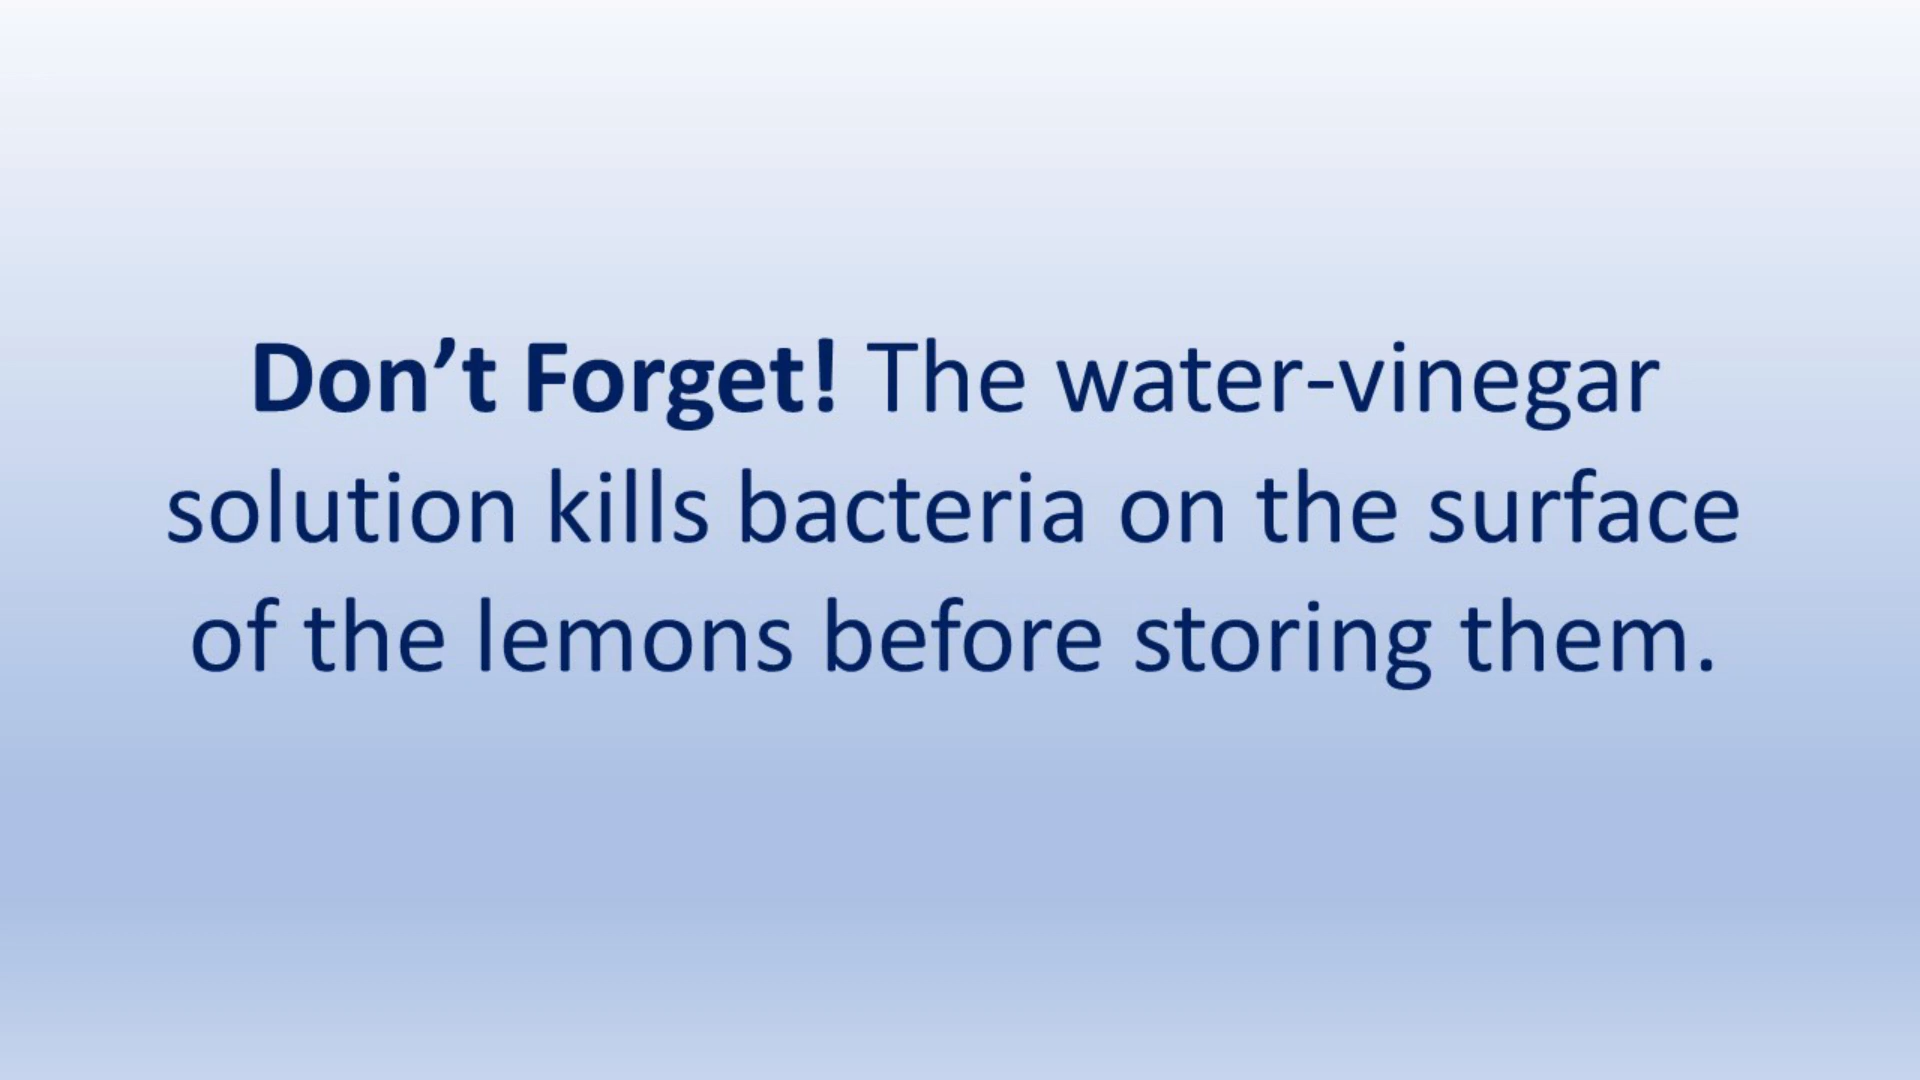 Don’t Forget! The water-vinegar
solution kills bacteria on the surface
of the lemons before storing them.